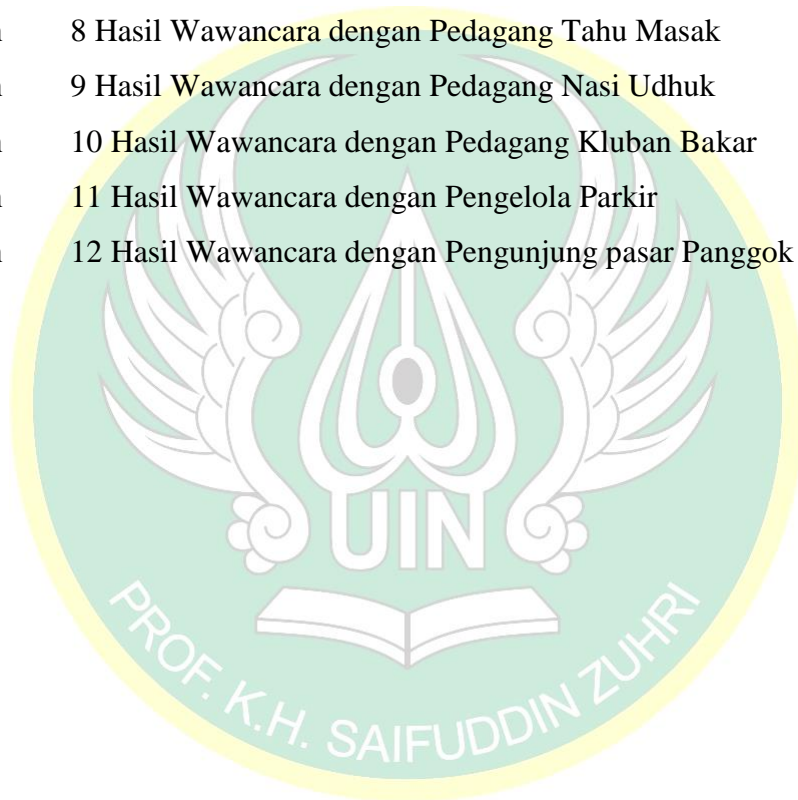 n 8 Hasil Wawancara dengan Pedagang Tahu Masak
n 9 Hasil Wawancara dengan Pedagang Nasi Udhuk
n 10 Hasil Wawancara dengan Pedagang Kluban Bakar
n 11 Hasil Wawancara dengan Pengelola Parkir
n 12 Hasil Wawancara dengan Pengunjung pasar Panggok
UIN
PROF. K.H. SAIFUDDIN ZUHRI